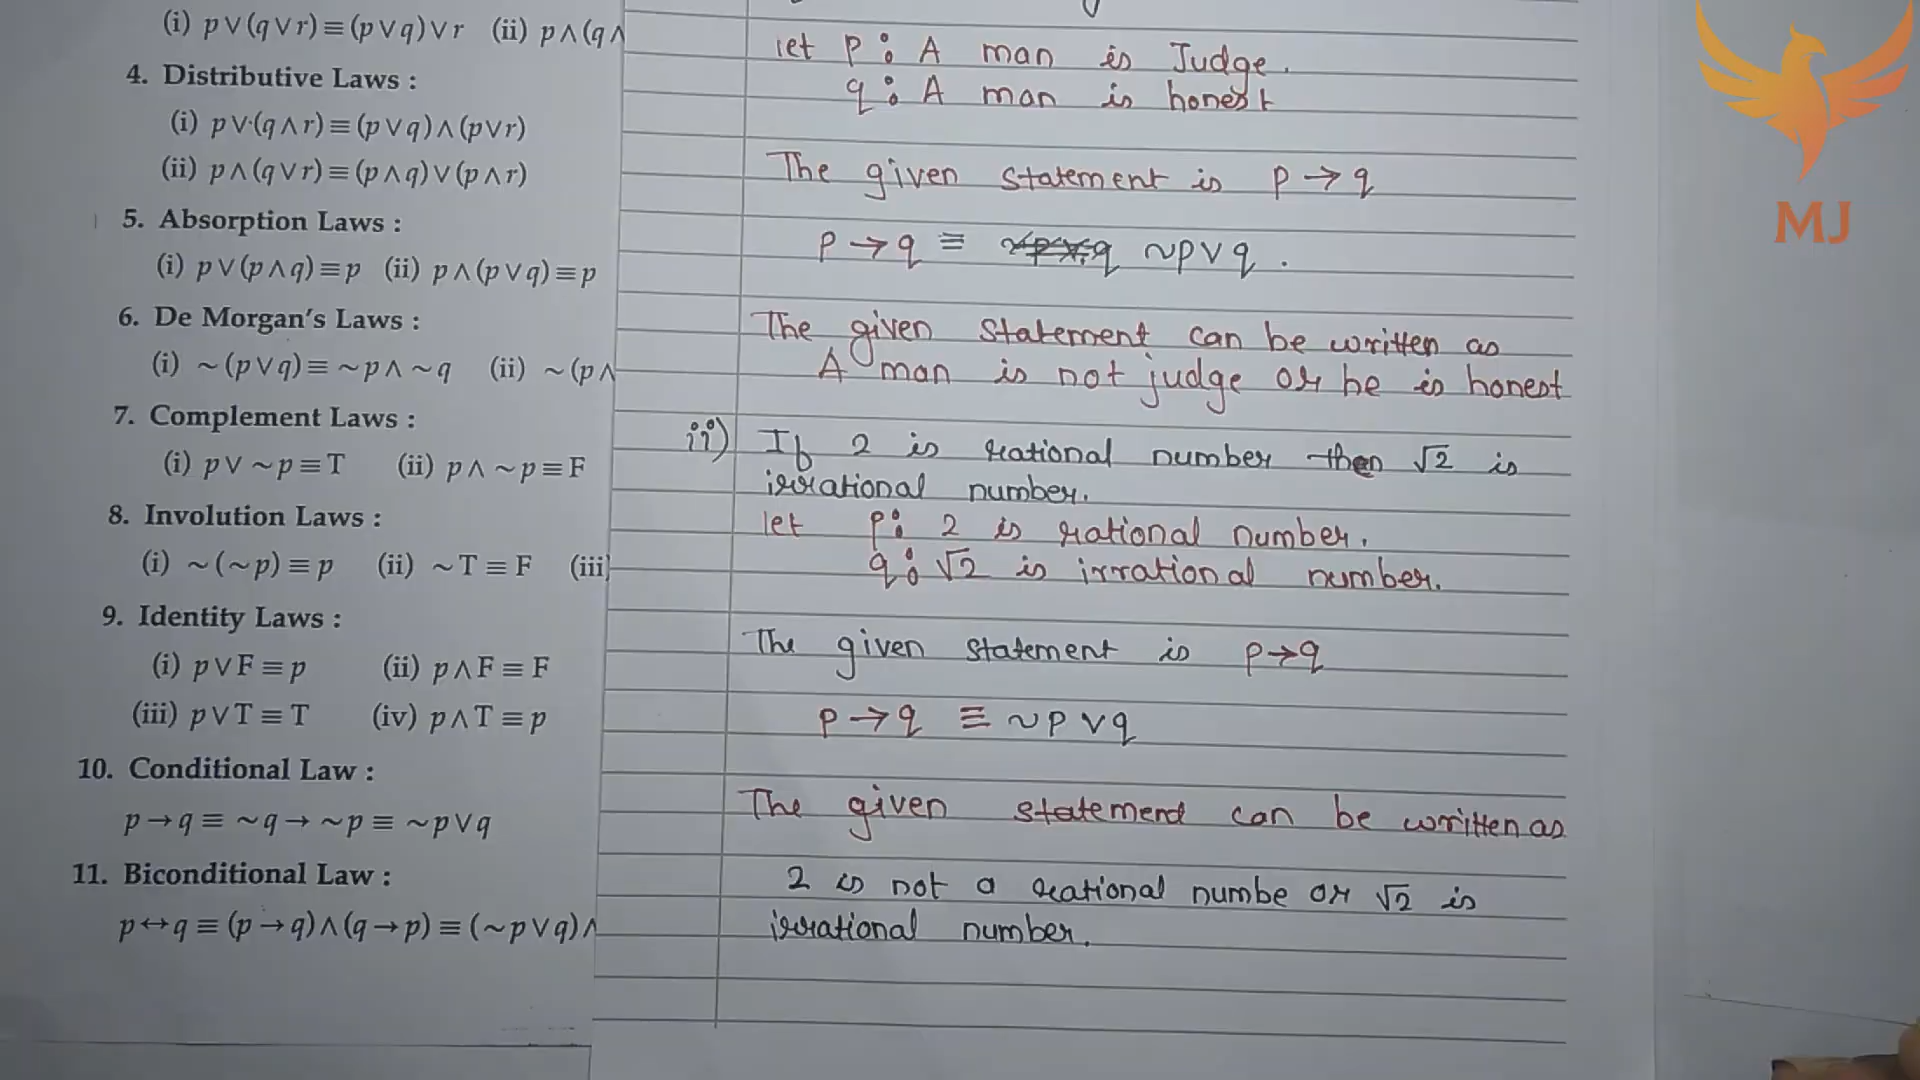 (i) p∨(q∨r)≡(p∨q)∨r (ii) p∧(q∧
4. Distributive Laws :
(i) p∨(q∧r)≡(p∨q)∧(p∨r)
(ii) p∧(q∨r)≡(p∧q)∨(p∧r)
5. Absorption Laws :
(i) p∨(p∧q)≡p (ii) p∧(p∨q)≡p
6. De Morgan's Laws :
(i) ~(p∨q)≡~p∧~q (ii) ~(p∧
7. Complement Laws :
(i) p∨~p≡T (ii) p∧~p≡F
8. Involution Laws :
(i) ~(~p)≡p (ii) ~T≡F (iii)
9. Identity Laws :
(i) p∨F≡p (ii) p∧F≡F
(iii) p∨T≡T (iv) p∧T≡p
10. Conditional Law :
p→q≡~q→~p≡~p∨q
11. Biconditional Law :
p↔q≡(p→q)∧(q→p)≡(~p∨q)∧
let p : A man is Judge.
q : A man is honest
The given statement is p→q
p→q ≡ ~p∨q .
The given statement can be written as
A man is not judge or he is honest
ii) If 2 is rational number then √2 is
irrational number.
let p : 2 is rational number.
q : √2 is irrational number.
The given statement is p→q
p→q ≡ ~p∨q
The given statemend can be written as
2 is not a rational numbe or √2 is
irrational number.
MJ